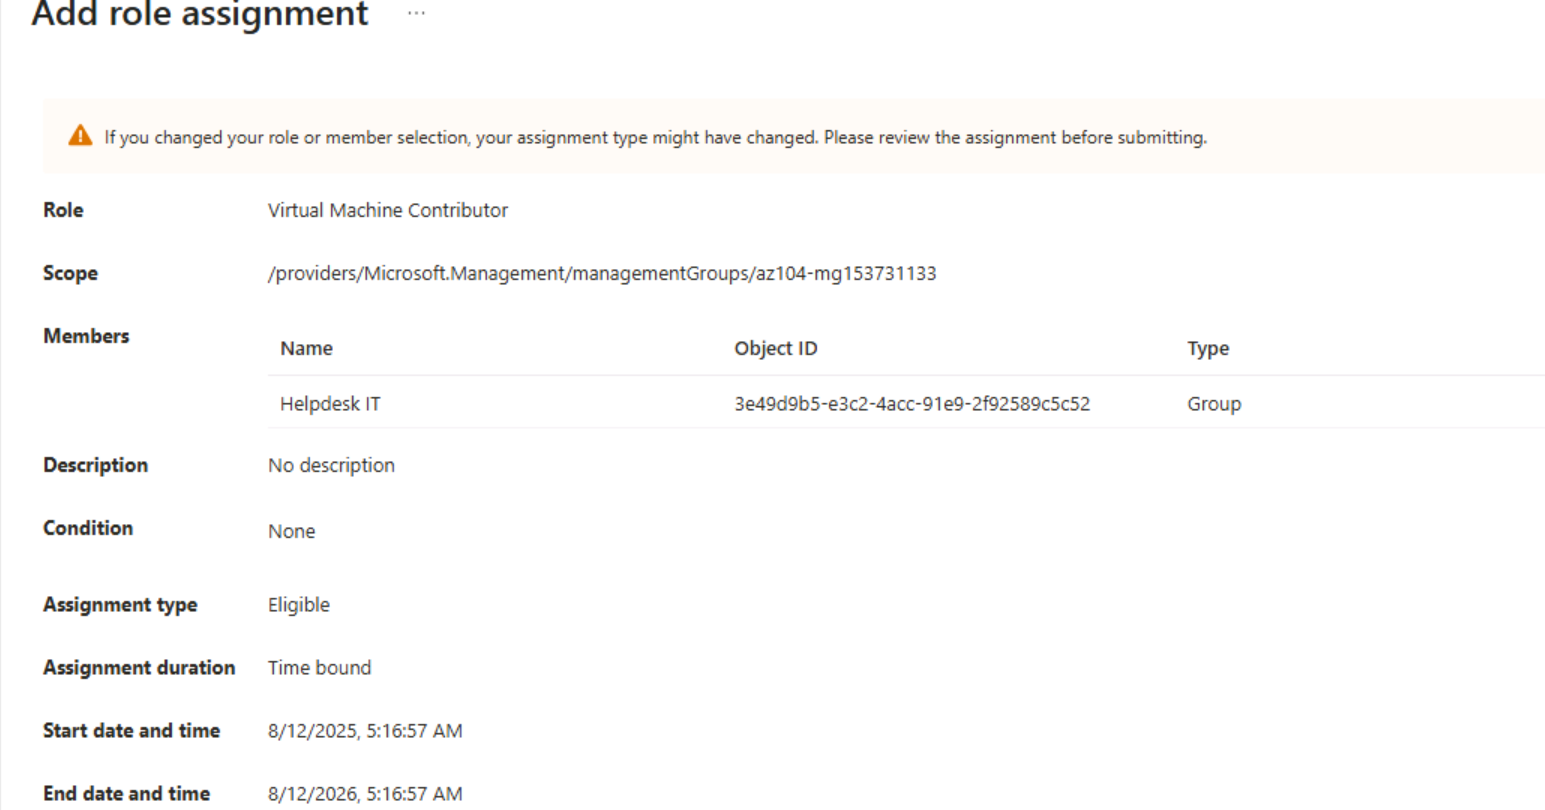 Add role assignment ...
If you changed your role or member selection, your assignment type might have changed. Please review the assignment before submitting.
Role Virtual Machine Contributor
Scope /providers/Microsoft.Management/managementGroups/az104-mg153731133
Members
Name Object ID Type
Helpdesk IT 3e49d9b5-e3c2-4acc-91e9-2f92589c5c52 Group
Description No description
Condition None
Assignment type Eligible
Assignment duration Time bound
Start date and time 8/12/2025, 5:16:57 AM
End date and time 8/12/2026, 5:16:57 AM